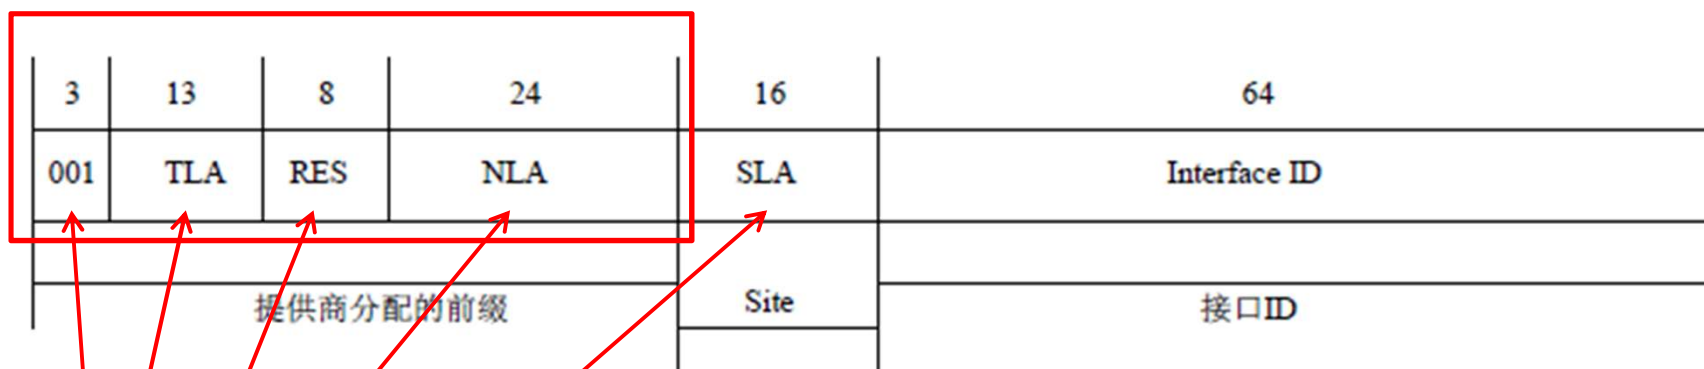 3 13 8 24 16 64
001 TLA RES NLA SLA Interface ID
提供商分配的前缀 Site 接口ID